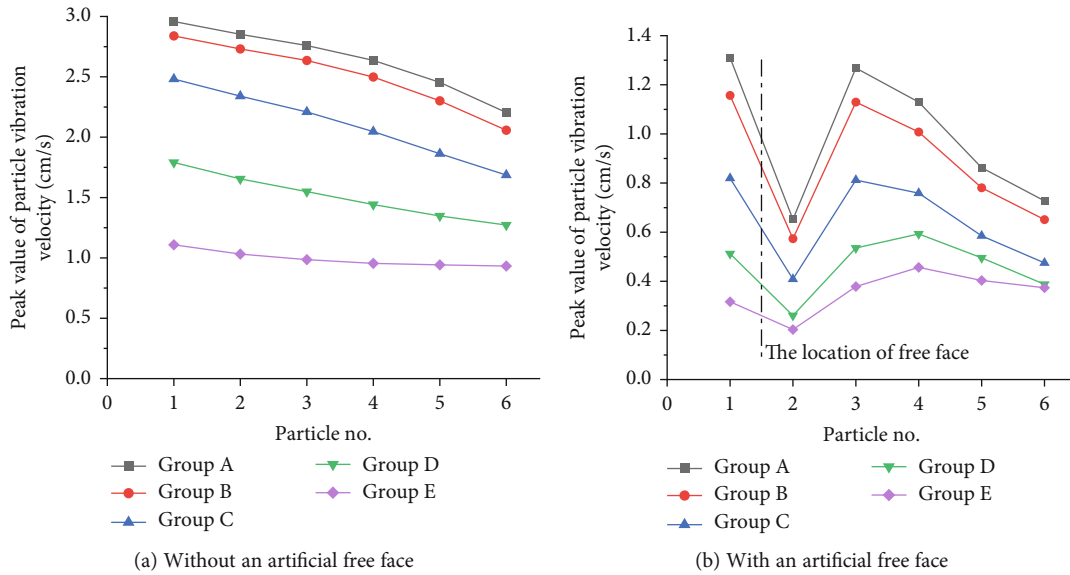 3.0
2.5
2.0
1.5
1.0
0.5
0.0
0 1 2 3 4 5 6
Peak value of particle vibration
velocity (cm/s)
Particle no.
Group A
Group B
Group C
Group D
Group E
(a) Without an artificial free face
1.4
1.2
1.0
0.8
0.6
0.4
0.2
0.0
0 1 2 3 4 5 6
Peak value of particle vibration
velocity (cm/s)
The location of free face
Particle no.
Group A
Group B
Group C
Group D
Group E
(b) With an artificial free face